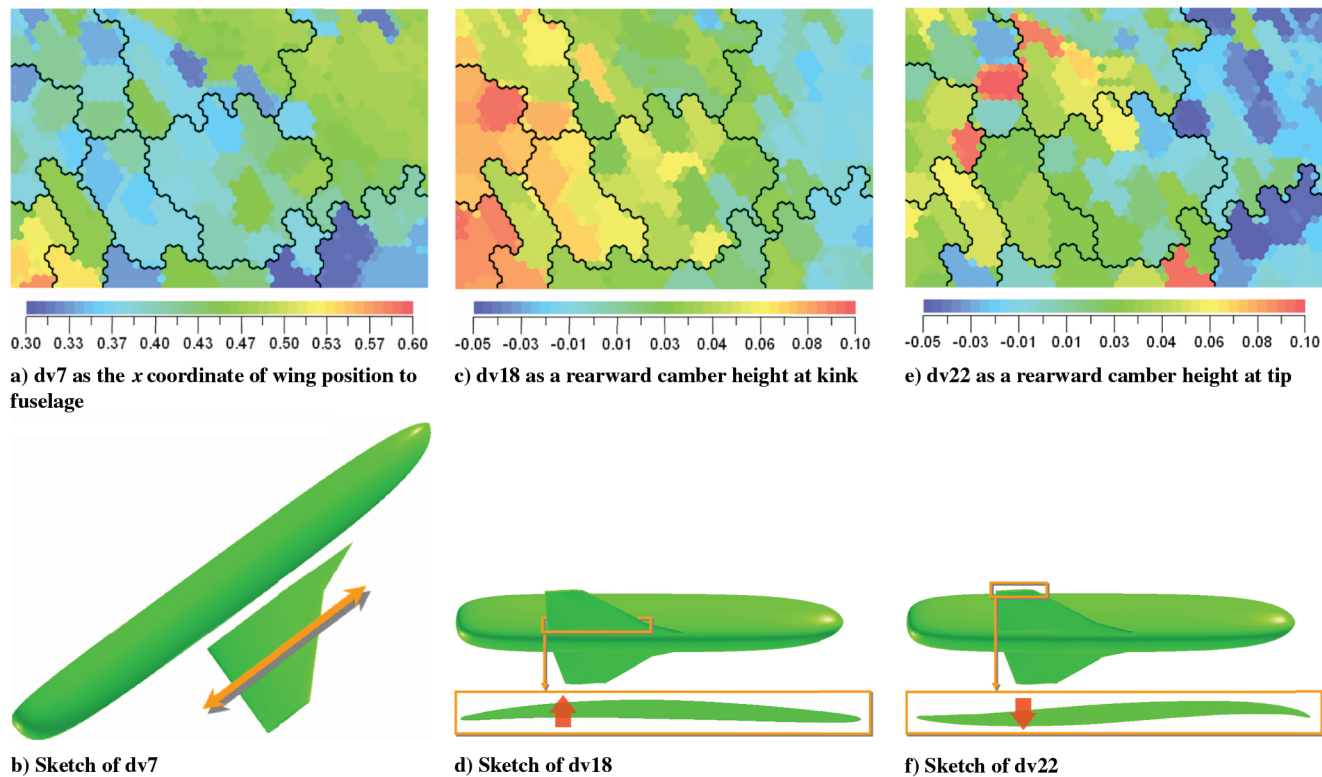 0.30 0.33 0.37 0.40 0.43 0.47 0.50 0.53 0.57 0.60
a) dv7 as the x coordinate of wing position to
fuselage
-0.05 -0.03 -0.01 0.01 0.03 0.04 0.06 0.08 0.10
c) dv18 as a rearward camber height at kink
-0.05 -0.03 -0.01 0.01 0.03 0.04 0.06 0.08 0.10
e) dv22 as a rearward camber height at tip
b) Sketch of dv7
d) Sketch of dv18
f) Sketch of dv22